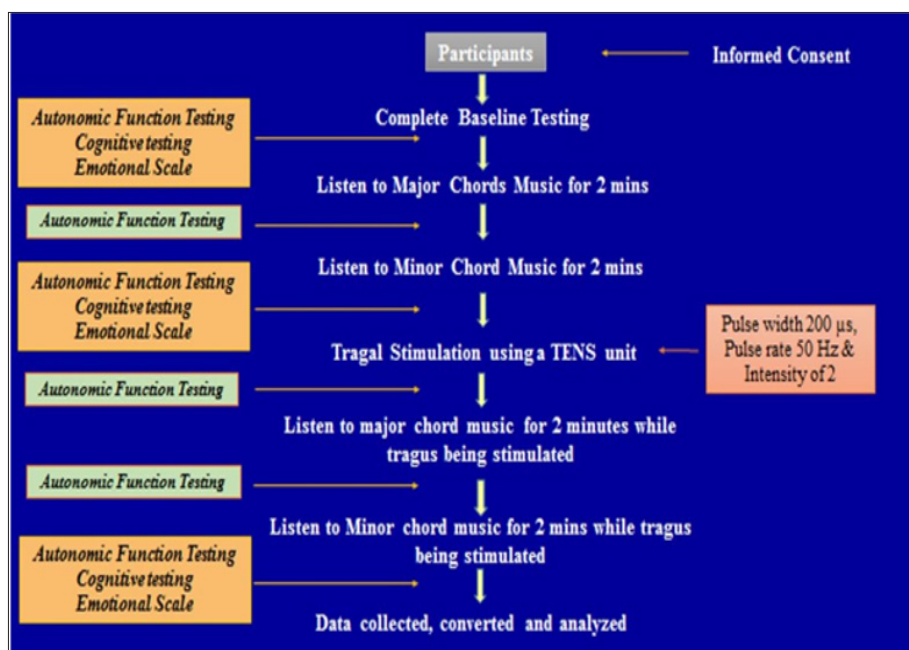 Participants
Informed Consent
Complete Baseline Testing
Autonomic Function Testing
Cognitive testing
Emotional Scale
Listen to Major Chords Music for 2 mins
Autonomic Function Testing
Listen to Minor Chord Music for 2 mins
Autonomic Function Testing
Cognitive testing
Emotional Scale
Tragal Stimulation using a TENS unit
Pulse width 200 µs,
Pulse rate 50 Hz &
Intensity of 2
Autonomic Function Testing
Listen to major chord music for 2 minutes while
tragus being stimulated
Autonomic Function Testing
Listen to Minor chord music for 2 mins while tragus
being stimulated
Autonomic Function Testing
Cognitive testing
Emotional Scale
Data collected, converted and analyzed